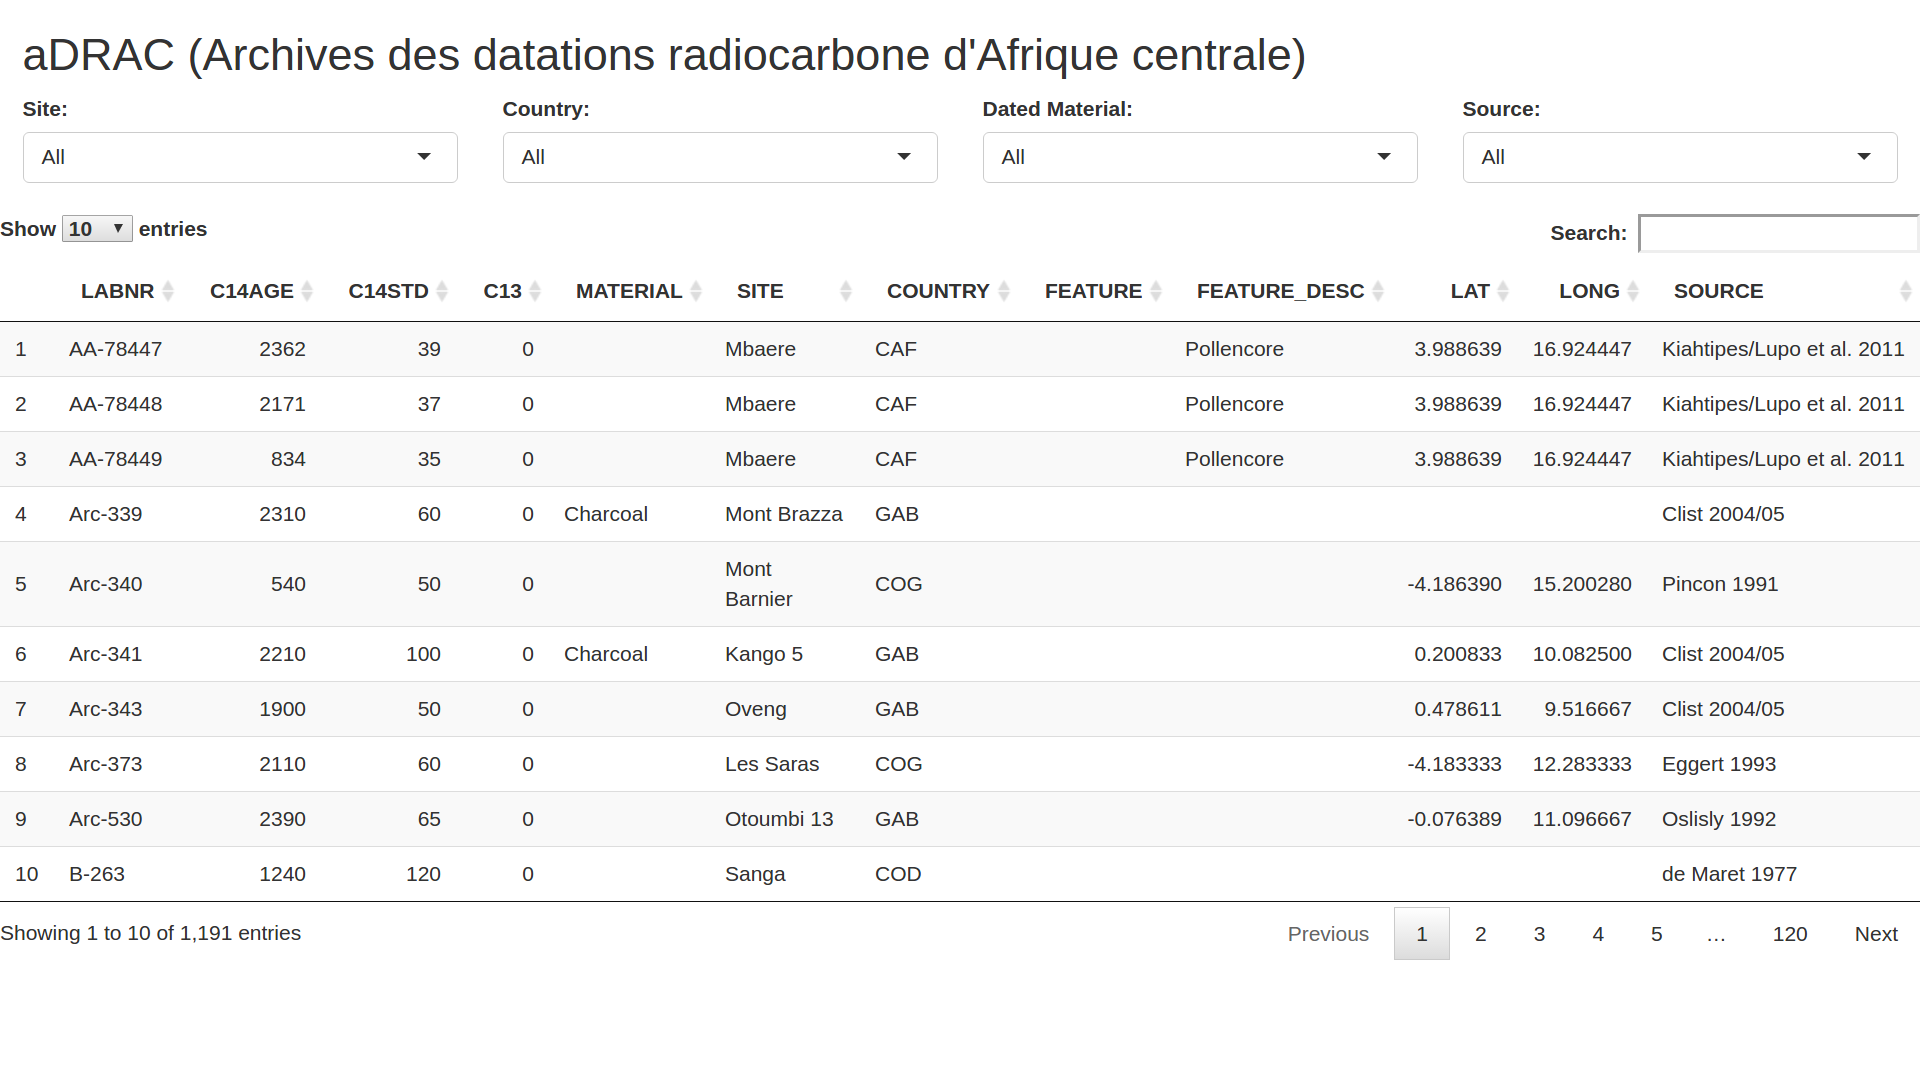 aDRAC (Archives des datations radiocarbone d'Afrique centrale)
Site: Country: Dated Material: Source:
All All All All
Show 10 entries Search:
LABNR C14AGE C14STD C13 MATERIAL SITE COUNTRY FEATURE FEATURE_DESC LAT LONG SOURCE
1 AA-78447 2362 39 0 Mbaere CAF Pollencore 3.988639 16.924447 Kiahtipes/Lupo et al. 2011
2 AA-78448 2171 37 0 Mbaere CAF Pollencore 3.988639 16.924447 Kiahtipes/Lupo et al. 2011
3 AA-78449 834 35 0 Mbaere CAF Pollencore 3.988639 16.924447 Kiahtipes/Lupo et al. 2011
4 Arc-339 2310 60 0 Charcoal Mont Brazza GAB Clist 2004/05
5 Arc-340 540 50 0 Mont Barnier COG -4.186390 15.200280 Pincon 1991
6 Arc-341 2210 100 0 Charcoal Kango 5 GAB 0.200833 10.082500 Clist 2004/05
7 Arc-343 1900 50 0 Oveng GAB 0.478611 9.516667 Clist 2004/05
8 Arc-373 2110 60 0 Les Saras COG -4.183333 12.283333 Eggert 1993
9 Arc-530 2390 65 0 Otoumbi 13 GAB -0.076389 11.096667 Oslisly 1992
10 B-263 1240 120 0 Sanga COD de Maret 1977
Showing 1 to 10 of 1,191 entries Previous 1 2 3 4 5 … 120 Next